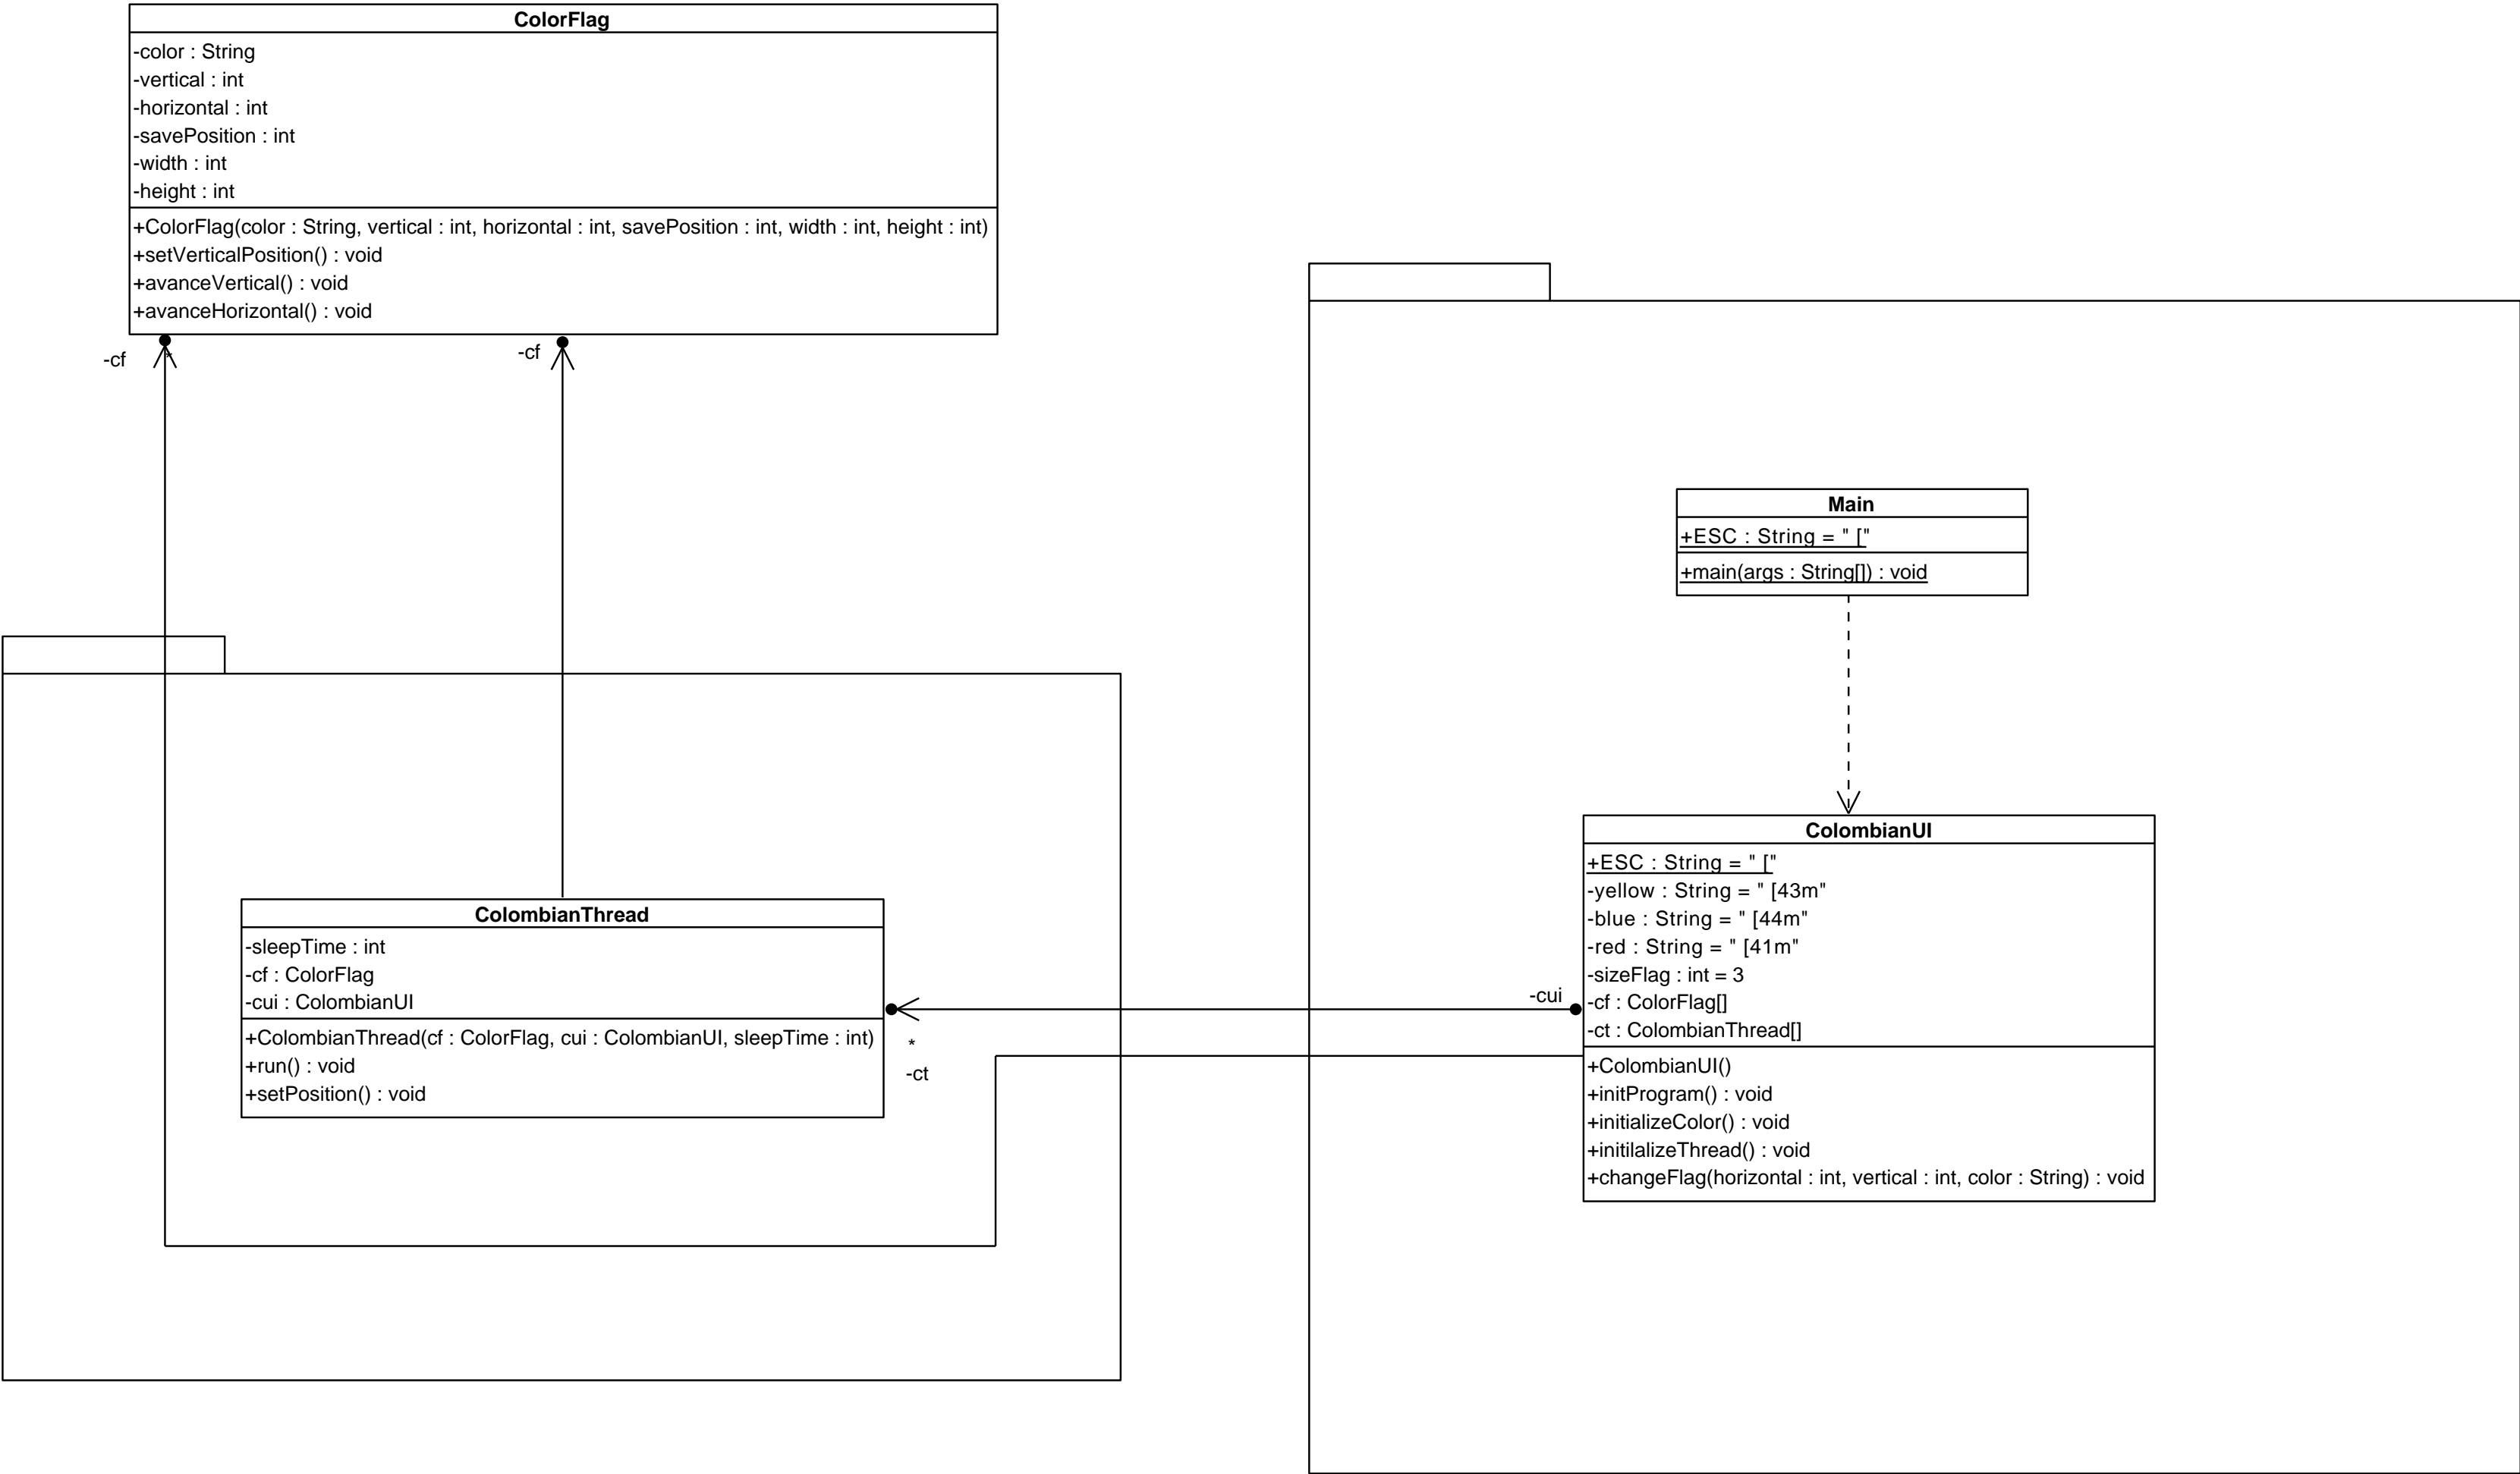 ColorFlag
-color : String
-vertical : int
-horizontal : int
-savePosition : int
-width : int
-height : int
+ColorFlag(color : String, vertical : int, horizontal : int, savePosition : int, width : int, height : int)
+setVerticalPosition() : void
+avanceVertical() : void
+avanceHorizontal() : void
-cf
*
-cf
Main
+ESC : String = " ["
+main(args : String[]) : void
ColombianThread
-sleepTime : int
-cf : ColorFlag
-cui : ColombianUI
+ColombianThread(cf : ColorFlag, cui : ColombianUI, sleepTime : int)
+run() : void
+setPosition() : void
*
-ct
-cui
ColombianUI
+ESC : String = " ["
-yellow : String = " [43m"
-blue : String = " [44m"
-red : String = " [41m"
-sizeFlag : int = 3
-cf : ColorFlag[]
-ct : ColombianThread[]
+ColombianUI()
+initProgram() : void
+initializeColor() : void
+initilalizeThread() : void
+changeFlag(horizontal : int, vertical : int, color : String) : void